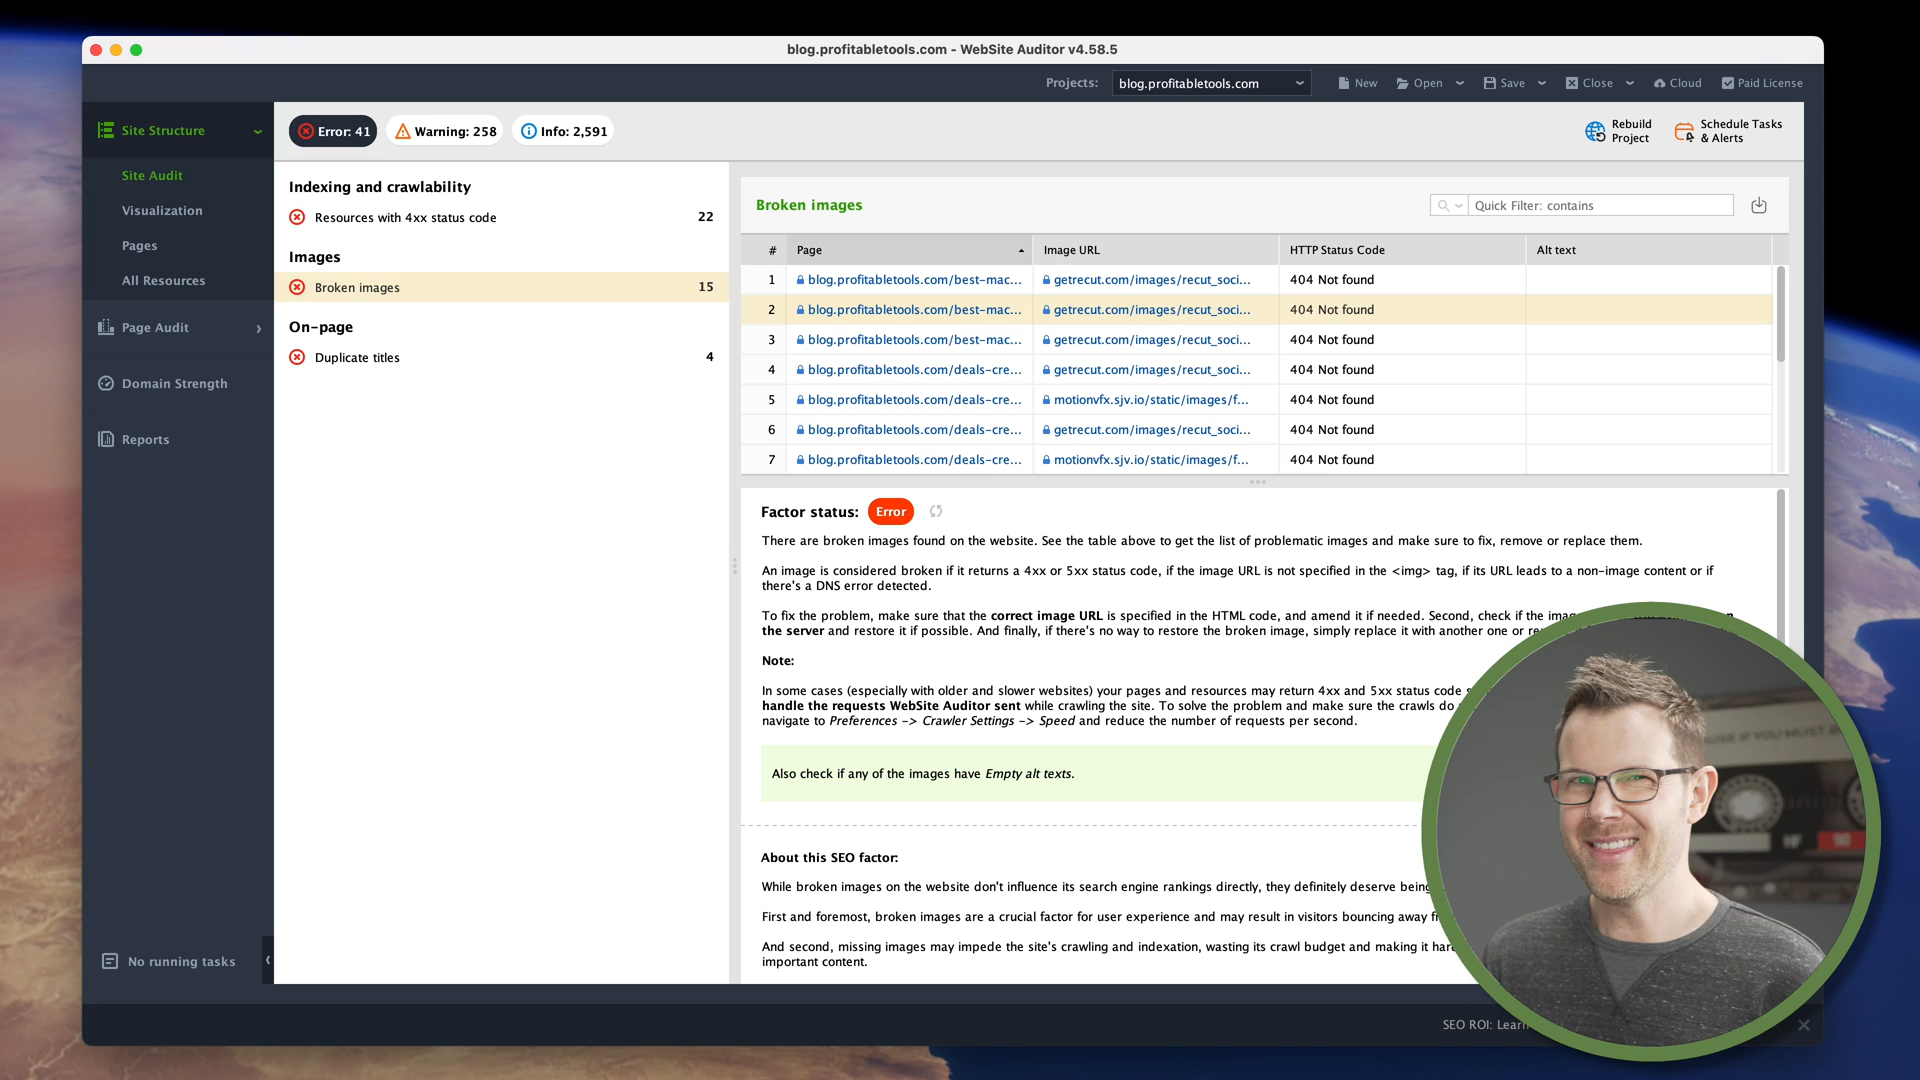 blog.profitabletools.com - WebSite Auditor v4.58.5
Projects: blog.profitabletools.com New Open Save Close Cloud Paid License
Site Structure
Site Audit
Visualization
Pages
All Resources
Page Audit
Domain Strength
Reports
No running tasks
Error: 41 Warning: 258 Info: 2,591
Rebuild Project
Schedule Tasks & Alerts
Indexing and crawlability
Resources with 4xx status code 22
Images
Broken images 15
On-page
Duplicate titles 4
Broken images
Quick Filter: contains
# Page Image URL HTTP Status Code Alt text
1 blog.profitabletools.com/best-mac... getrecut.com/images/recut_soci... 404 Not found
2 blog.profitabletools.com/best-mac... getrecut.com/images/recut_soci... 404 Not found
3 blog.profitabletools.com/best-mac... getrecut.com/images/recut_soci... 404 Not found
4 blog.profitabletools.com/deals-cre... getrecut.com/images/recut_soci... 404 Not found
5 blog.profitabletools.com/deals-cre... motionvfx.sjv.io/static/images/f... 404 Not found
6 blog.profitabletools.com/deals-cre... getrecut.com/images/recut_soci... 404 Not found
7 blog.profitabletools.com/deals-cre... motionvfx.sjv.io/static/images/f... 404 Not found
Factor status: Error
There are broken images found on the website. See the table above to get the list of problematic images and make sure to fix, remove or replace them.
An image is considered broken if it returns a 4xx or 5xx status code, if the image URL is not specified in the <img> tag, if its URL leads to a non-image content or if
there's a DNS error detected.
To fix the problem, make sure that the correct image URL is specified in the HTML code, and amend it if needed. Second, check if the
the server and restore it if possible. And finally, if there's no way to restore the broken image, simply replace it with another one or
Note:
In some cases (especially with older and slower websites) your pages and resources may return 4xx and 5xx status code
handle the requests WebSite Auditor sent while crawling the site. To solve the problem and make sure the crawls do
navigate to Preferences -> Crawler Settings -> Speed and reduce the number of requests per second.
Also check if any of the images have Empty alt texts.
About this SEO factor:
While broken images on the website don't influence its search engine rankings directly, they definitely deserve being
First and foremost, broken images are a crucial factor for user experience and may result in visitors bouncing away
And second, missing images may impede the site's crawling and indexation, wasting its crawl budget and making it
important content.
SEO ROI: Learn
HF